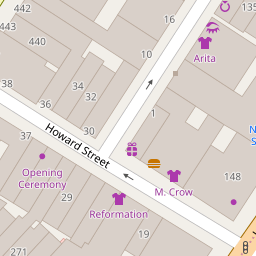 443
442
440
16
135
10
Arita
38
34
36
32
1
30
Howard Street
37
N
S
Opening
Ceremony
M. Crow
148
Reformation
29
19
271